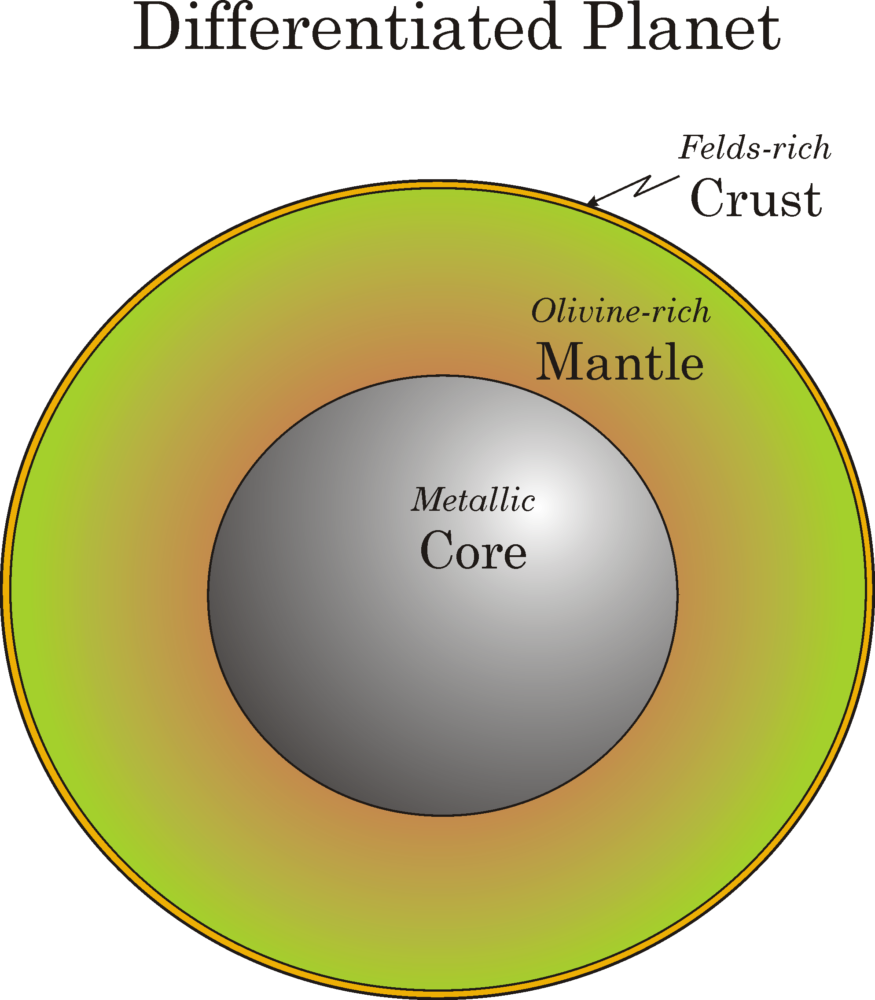 Differentiated Planet
Felds-rich
Crust
Olivine-rich
Mantle
Metallic
Core